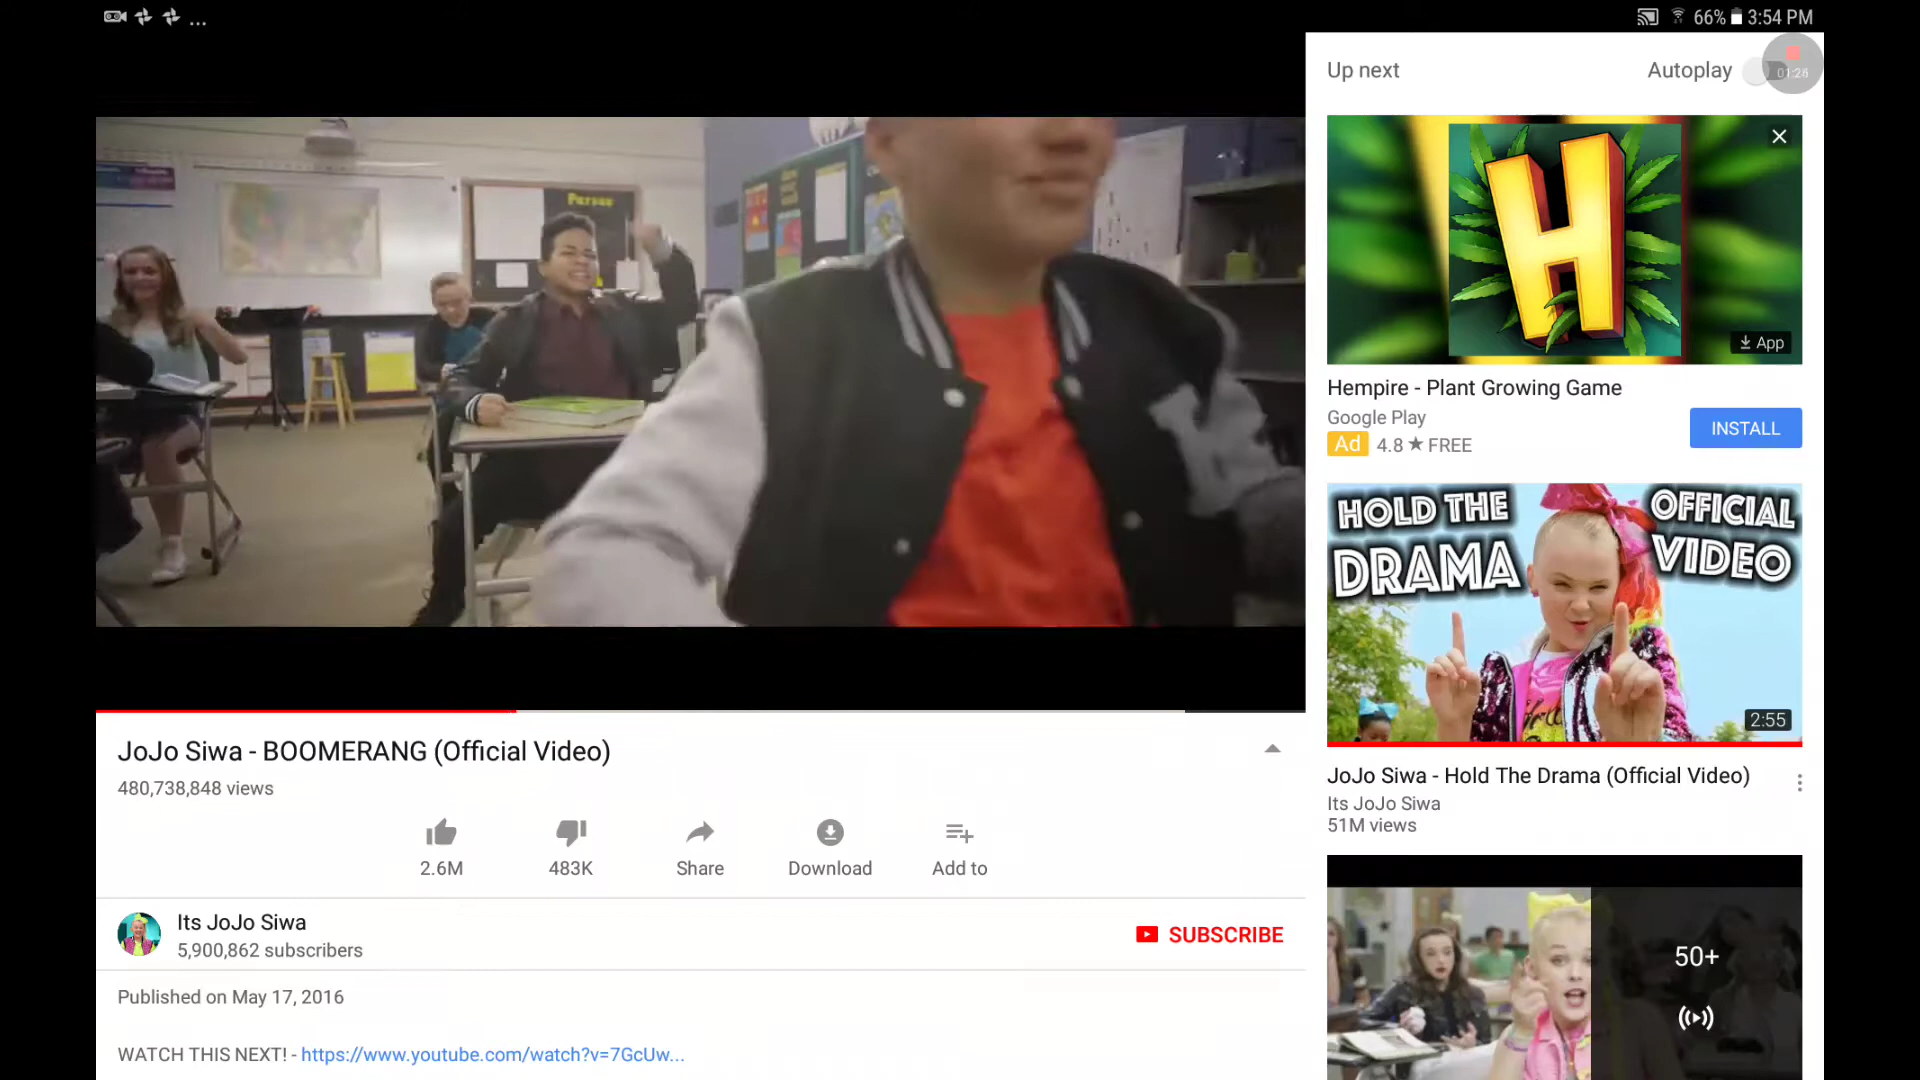 ... 66% 3:54 PM
Up next Autoplay
01:26
H
App
Hempire - Plant Growing Game
Google Play
Ad 4.8 ★ FREE
INSTALL
HOLD THE DRAMA
OFFICIAL VIDEO
2:55
JoJo Siwa - BOOMERANG (Official Video)
480,738,848 views
2.6M 483K Share Download Add to
Its JoJo Siwa
5,900,862 subscribers
SUBSCRIBE
Published on May 17, 2016
WATCH THIS NEXT! - https://www.youtube.com/watch?v=7GcUw...
JoJo Siwa - Hold The Drama (Official Video)
Its JoJo Siwa
51M views
50+